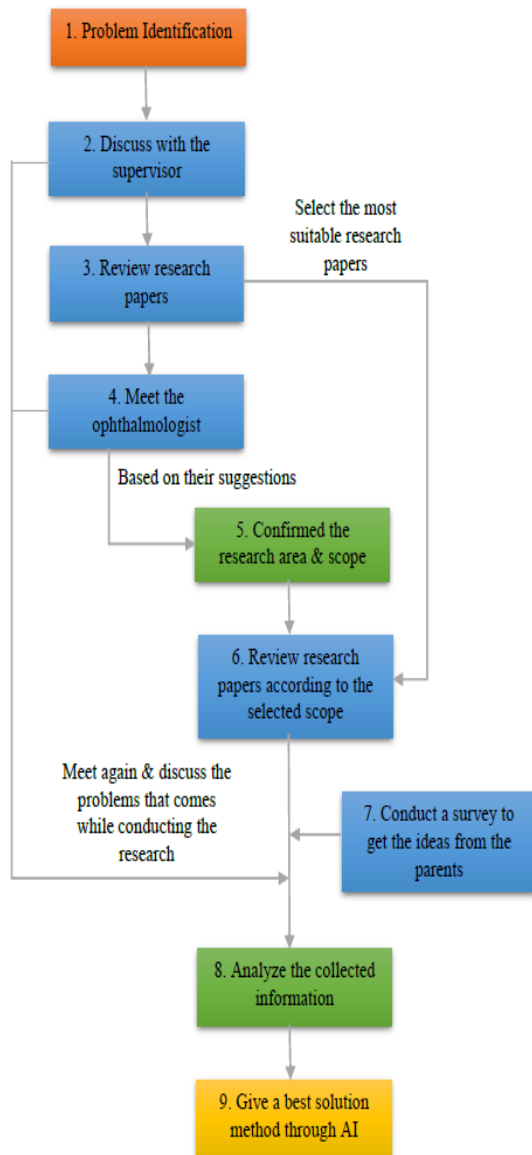 1. Problem Identification
2. Discuss with the
supervisor
Select the most
suitable research
papers
3. Review research
papers
4. Meet the
ophthalmologist
Based on their suggestions
5. Confirmed the
research area & scope
6. Review research
papers according to the
selected scope
Meet again & discuss the
problems that comes
while conducting the
research
7. Conduct a survey to
get the ideas from the
parents
8. Analyze the collected
information
9. Give a best solution
method through AI